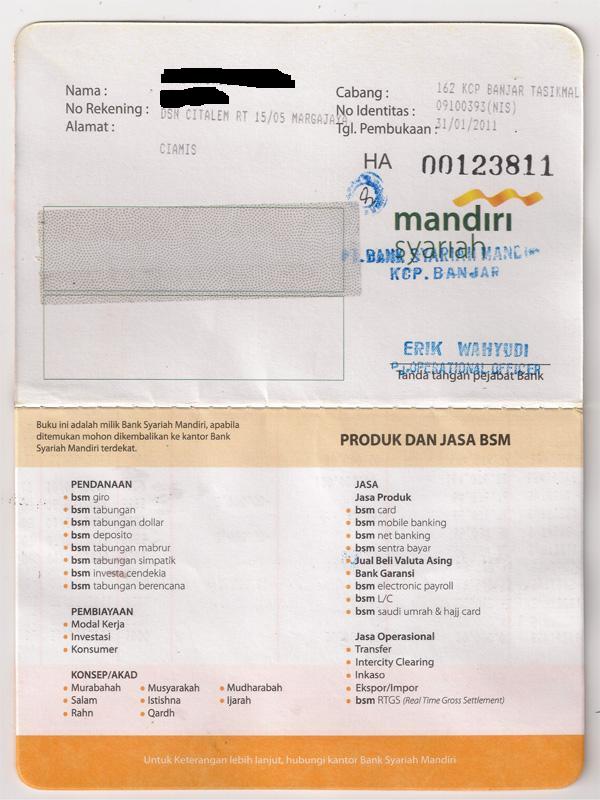 Nama :
No Rekening :
Alamat : DSN CITALEM RT 15/05 MARGAJAYA
CIAMIS
Cabang : 162 KCP BANJAR TASIKMAL
No Identitas : 09100393(NIS)
Tgl. Pembukaan : 31/01/2011
HA 00123811
mandiri
syariah
PT.BANK SYARIAH MANDIRI
KCP.BANJAR
ERIK WAHYUDI
Pj.OPERATIONAL OFFICER
Tanda tangan pejabat Bank
Buku ini adalah milik Bank Syariah Mandiri, apabila
ditemukan mohon dikembalikan ke kantor Bank
Syariah Mandiri terdekat.
PRODUK DAN JASA BSM
PENDANAAN
• bsm giro
• bsm tabungan
• bsm tabungan dollar
• bsm deposito
• bsm tabungan mabrur
• bsm tabungan simpatik
• bsm investa cendekia
• bsm tabungan berencana
PEMBIAYAAN
• Modal Kerja
• Investasi
• Konsumer
KONSEP/AKAD
• Murabahah • Musyarakah • Mudharabah
• Salam • Istishna • Ijarah
• Rahn • Qardh
JASA
Jasa Produk
• bsm card
• bsm mobile banking
• bsm net banking
• bsm sentra bayar
• Jual Beli Valuta Asing
• Bank Garansi
• bsm electronic payroll
• bsm L/C
• bsm saudi umrah & hajj card
Jasa Operasional
• Transfer
• Intercity Clearing
• Inkaso
• Ekspor/Impor
• bsm RTGS (Real Time Gross Settlement)
Untuk Keterangan lebih lanjut, hubungi kantor Bank Syariah Mandiri